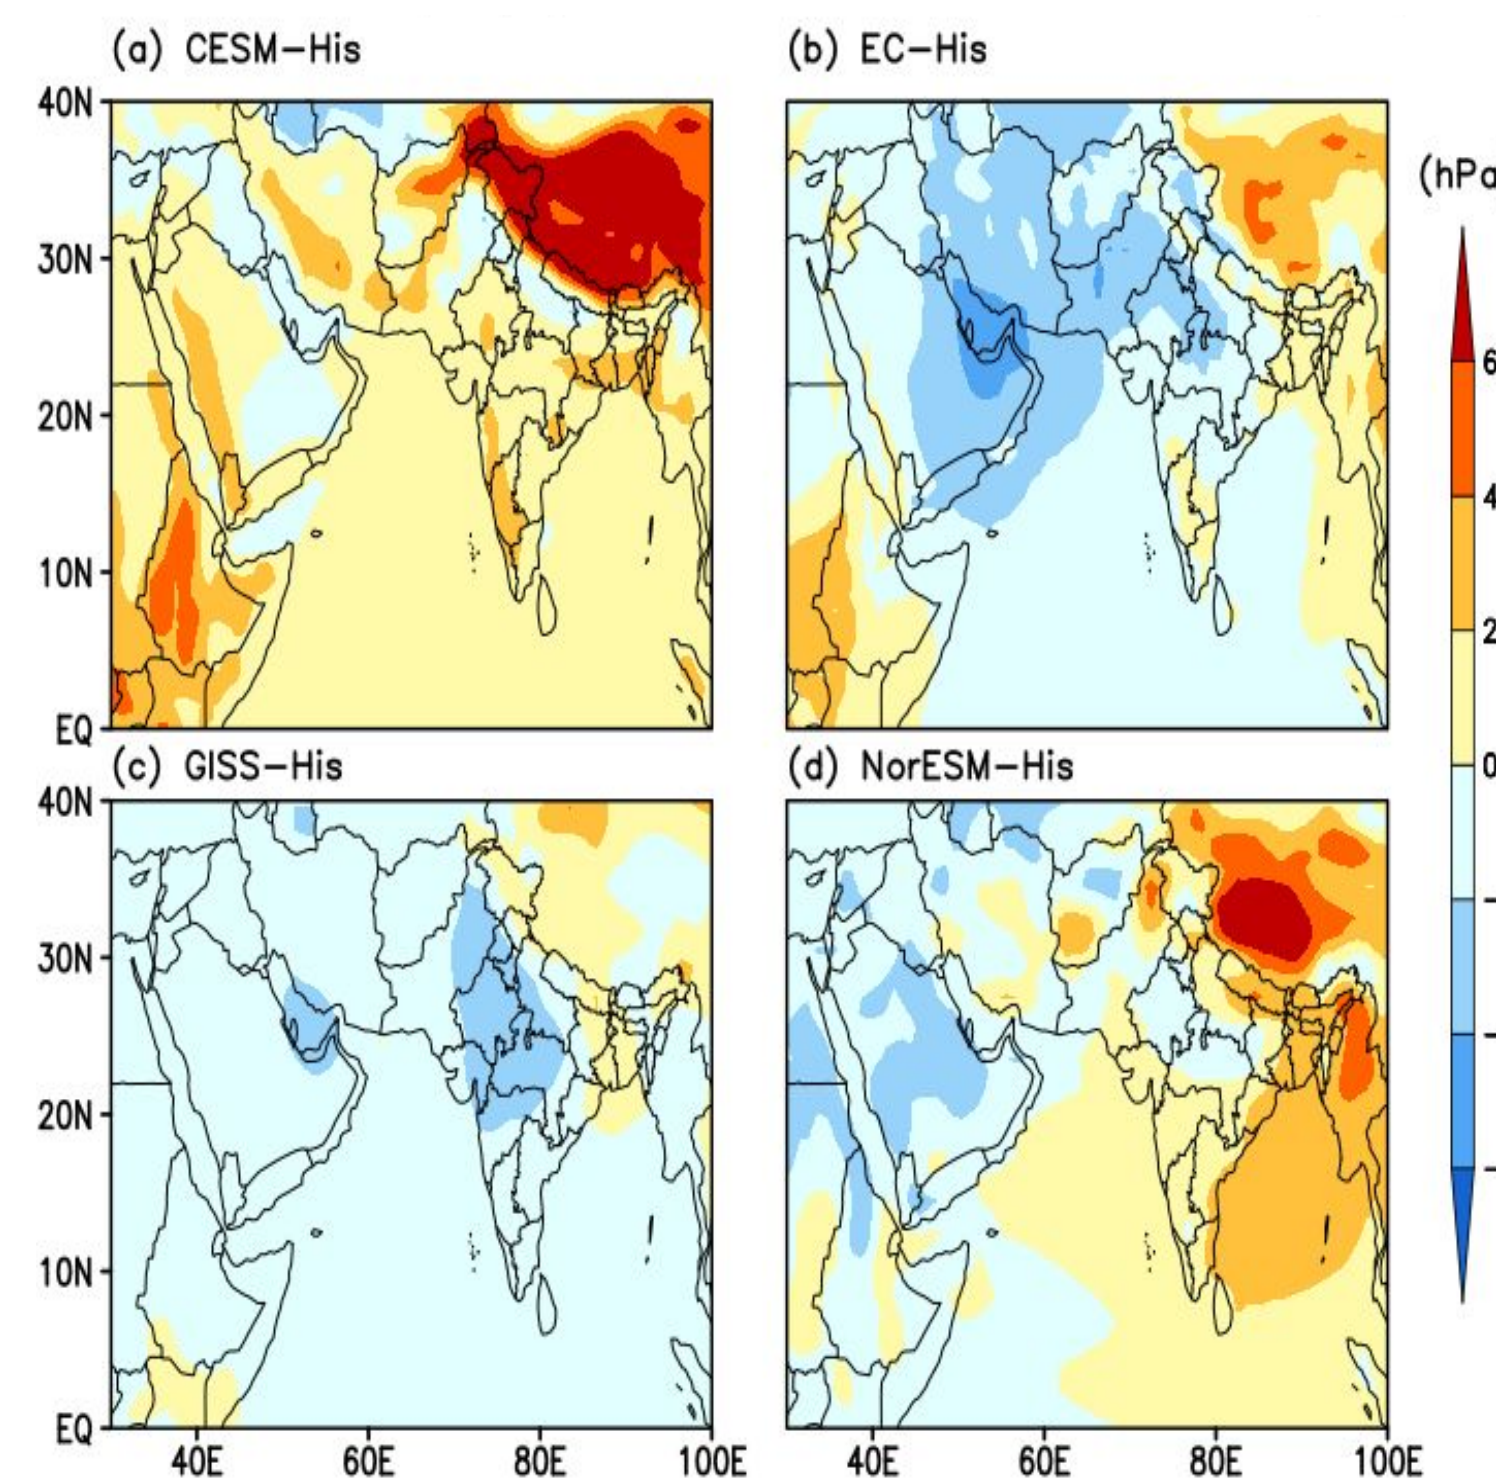 (a) CESM-His
(b) EC-His
40N
30N
20N
10N
EQ
(hPa
6
4
2
0
-
-
-
(c) GISS-His
(d) NorESM-His
40N
30N
20N
10N
EQ
40E 60E 80E 100E
40E 60E 80E 100E